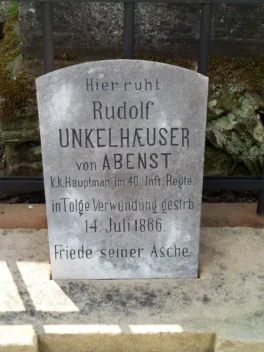 Hier ruht
Rudolf
UNKELHÆUSER
von ABENST
k.k. Hauptman im 40. Inft. Regte.
in Folge Verwundung gestrb
14. Juli 1866.
Friede seiner Asche.